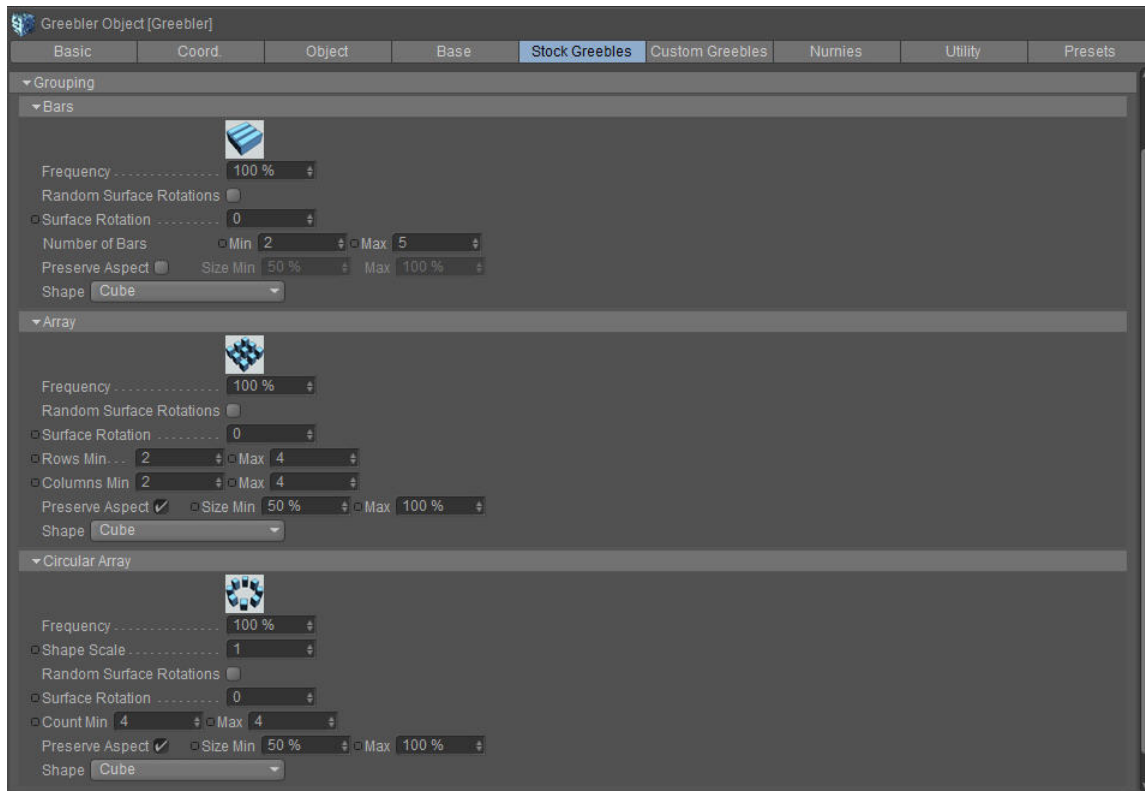 Greebler Object [Greebler]
Basic Coord. Object Base Stock Greebles Custom Greebles Nurnies Utility Presets
Grouping
Bars
Frequency 100 %
Random Surface Rotations
Surface Rotation 0
Number of Bars Min 2 Max 5
Preserve Aspect Size Min 50 % Max 100 %
Shape Cube
Array
Frequency 100 %
Random Surface Rotations
Surface Rotation 0
Rows Min 2 Max 4
Columns Min 2 Max 4
Preserve Aspect Size Min 50 % Max 100 %
Shape Cube
Circular Array
Frequency 100 %
Shape Scale 1
Random Surface Rotations
Surface Rotation 0
Count Min 4 Max 4
Preserve Aspect Size Min 50 % Max 100 %
Shape Cube